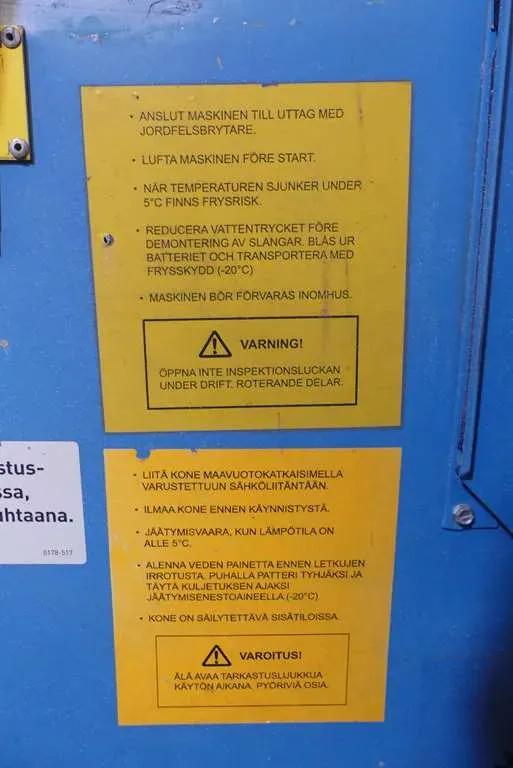 • ANSLUT MASKINEN TILL UTTAG MED
JORDFELSBRYTARE.
• LUFTA MASKINEN FÖRE START.
• NÄR TEMPERATUREN SJUNKER UNDER
5°C FINNS FRYSRISK.
• REDUCERA VATTENTRYCKET FÖRE
DEMONTERING AV SLANGAR. BLÅS UR
BATTERIET OCH TRANSPORTERA MED
FRYSSKYDD (-20°C)
• MASKINEN BÖR FÖRVARAS INOMHUS.
VARNING!
ÖPPNA INTE INSPEKTIONSLUCKAN
UNDER DRIFT. ROTERANDE DELAR.
stus-
ssa,
uhtaana.
0178-517
• LIITÄ KONE MAAVUOTOKATKAISIMELLA
VARUSTETTUUN SÄHKÖLIITÄNTÄÄN.
• ILMAA KONE ENNEN KÄYNNISTYSTÄ.
• JÄÄTYMISVAARA, KUN LÄMPÖTILA ON
ALLE 5°C.
• ALENNA VEDEN PAINETTA ENNEN LETKUJEN
IRROTUSTA. PUHALLA PATTERI TYHJÄKSI JA
TÄYTÄ KULJETUKSEN AJAKSI
JÄÄTYMISENESTOAINEELLA (-20°C)
• KONE ON SÄILYTETTÄVÄ SISÄTILOISSA.
VAROITUS!
ÄLÄ AVAA TARKASTUSLUUKKUA
KÄYTÖN AIKANA. PYÖRIVIÄ OSIA.